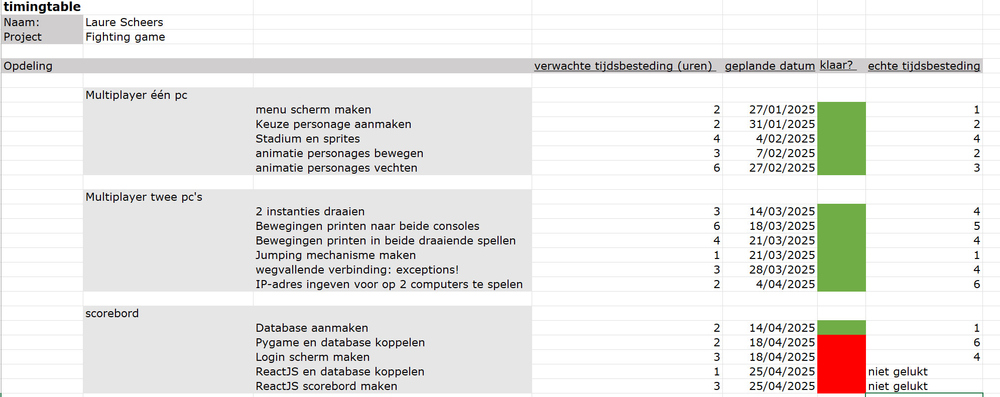 timingtable
Naam: Laure Scheers
Project Fighting game
Opdeling verwachte tijdsbesteding (uren) geplande datum klaar? echte tijdsbesteding
Multiplayer één pc
menu scherm maken 2 27/01/2025 1
Keuze personage aanmaken 2 31/01/2025 2
Stadium en sprites 4 4/02/2025 4
animatie personages bewegen 3 7/02/2025 2
animatie personages vechten 6 27/02/2025 3
Multiplayer twee pc's
2 instanties draaien 3 14/03/2025 4
Bewegingen printen naar beide consoles 6 18/03/2025 5
Bewegingen printen in beide draaiende spellen 4 21/03/2025 4
Jumping mechanisme maken 1 21/03/2025 1
wegvallende verbinding: exceptions! 3 28/03/2025 4
IP-adres ingeven voor op 2 computers te spelen 2 4/04/2025 6
scorebord
Database aanmaken 2 14/04/2025 1
Pygame en database koppelen 2 18/04/2025 6
Login scherm maken 3 18/04/2025 4
ReactJS en database koppelen 1 25/04/2025 niet gelukt
ReactJS scorebord maken 3 25/04/2025 niet gelukt